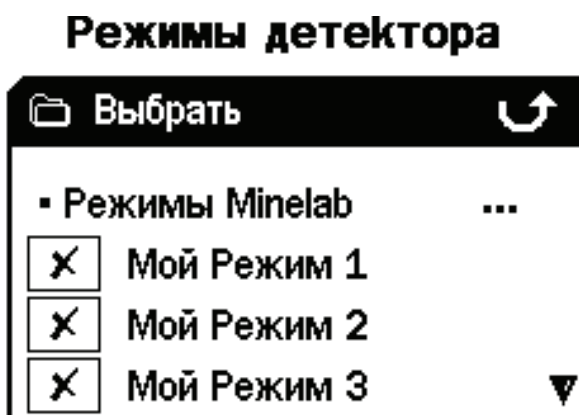 Режимы детектора
Выбрать
▪ Режимы Minelab ...
Мой Режим 1
Мой Режим 2
Мой Режим 3